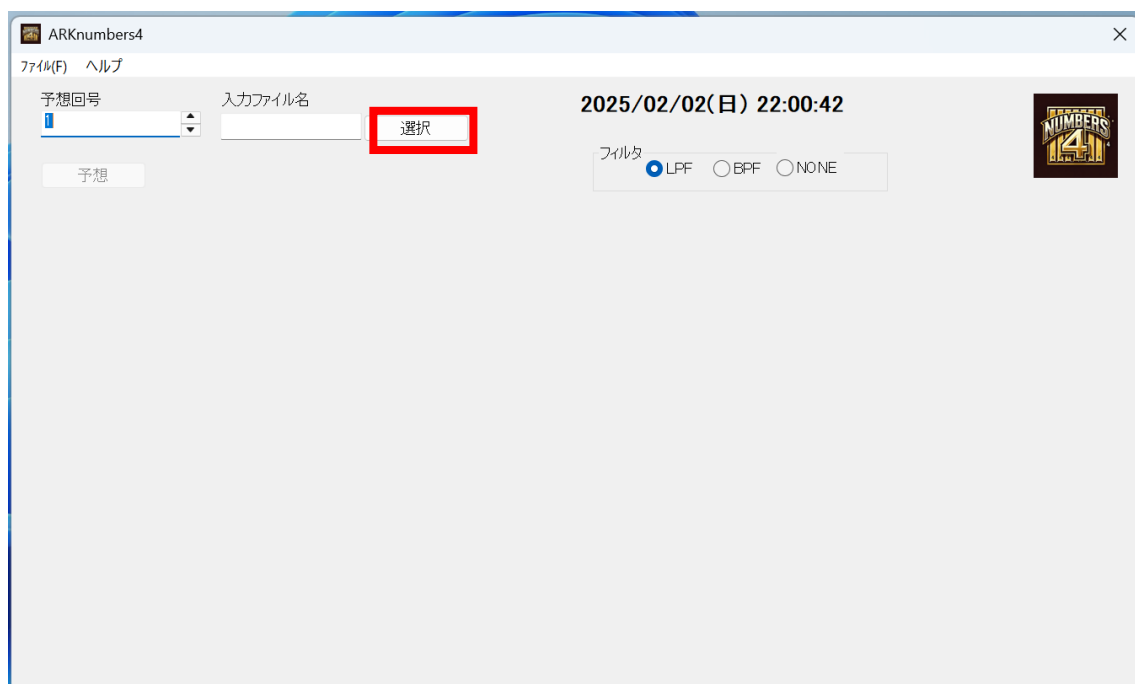 ARKnumbers4
ファイル(F) ヘルプ
予想回号
1
入力ファイル名
選択
予想
2025/02/02(日) 22:00:42
フィルタ
LPF BPF NONE
NUMBERS
4